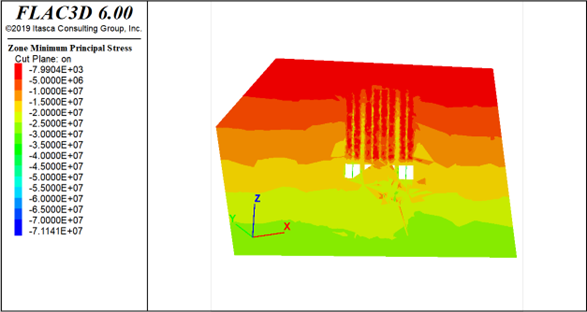 FLAC3D 6.00
©2019 Itasca Consulting Group, Inc.
Zone Minimum Principal Stress
Cut Plane: on
-7.9904E+03
-5.0000E+06
-1.0000E+07
-1.5000E+07
-2.0000E+07
-2.5000E+07
-3.0000E+07
-3.5000E+07
-4.0000E+07
-4.5000E+07
-5.0000E+07
-5.5000E+07
-6.0000E+07
-6.5000E+07
-7.0000E+07
-7.1141E+07
Z
Y
X